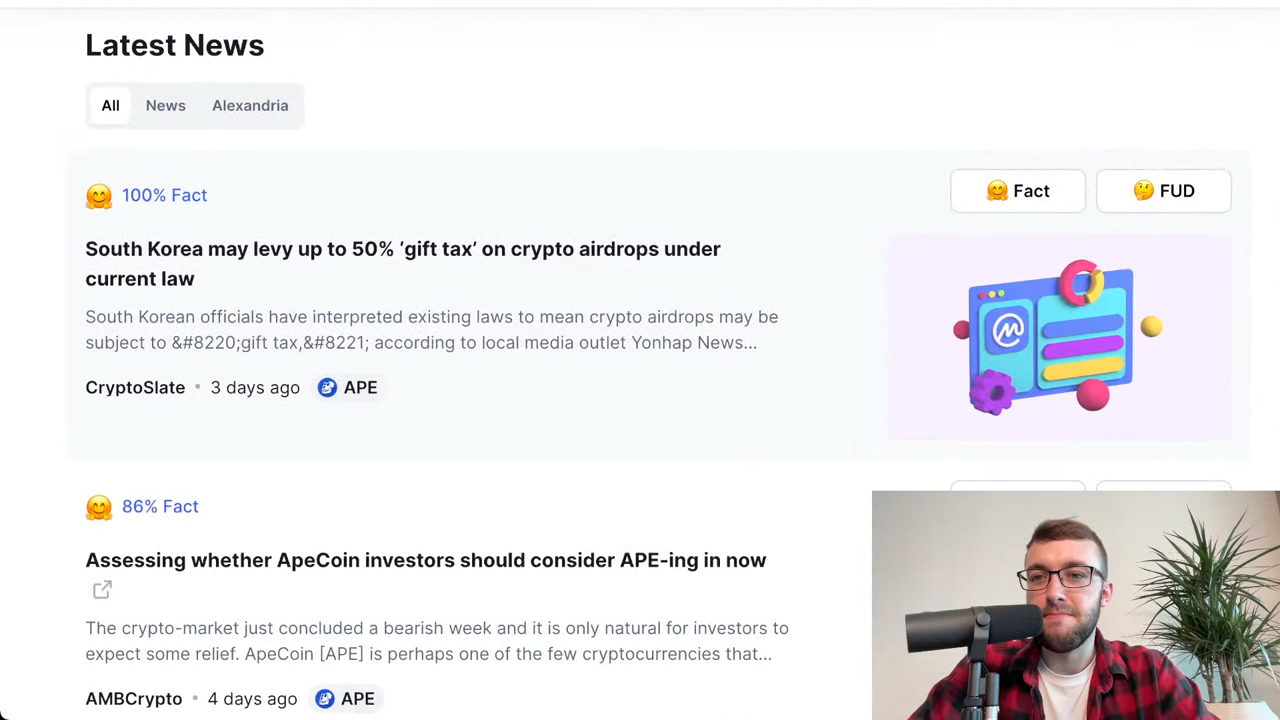 Latest News
All News Alexandria
100% Fact
Fact FUD
South Korea may levy up to 50% ‘gift tax’ on crypto airdrops under
current law
South Korean officials have interpreted existing laws to mean crypto airdrops may be
subject to &#8220;gift tax,&#8221; according to local media outlet Yonhap News...
CryptoSlate • 3 days ago APE
86% Fact
Assessing whether ApeCoin investors should consider APE-ing in now
The crypto-market just concluded a bearish week and it is only natural for investors to
expect some relief. ApeCoin [APE] is perhaps one of the few cryptocurrencies that...
AMBCrypto • 4 days ago APE